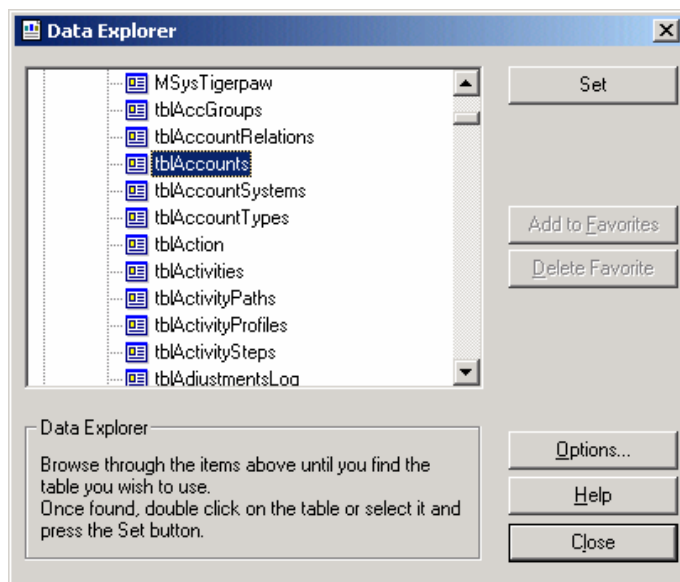 Data Explorer
MSysTigerpaw
tblAccGroups
tblAccountRelations
tblAccounts
tblAccountSystems
tblAccountTypes
tblAction
tblActivities
tblActivityPaths
tblActivityProfiles
tblActivitySteps
tblAdjustmentsLog
Set
Add to Favorites
Delete Favorite
Data Explorer
Browse through the items above until you find the
table you wish to use.
Once found, double click on the table or select it and
press the Set button.
Options...
Help
Close